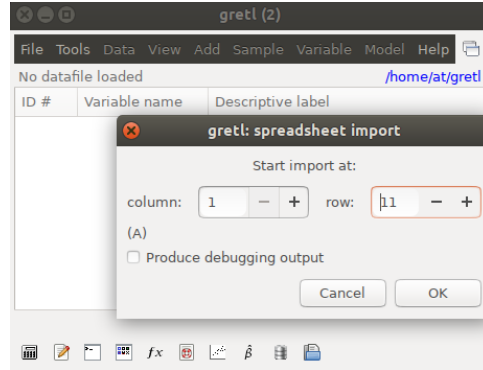 gretl (2)
File Tools Data View Add Sample Variable Model Help
No datafile loaded /home/at/gretl
ID # Variable name Descriptive label
gretl: spreadsheet import
Start import at:
column: 1 − + row: 11 − +
(A)
Produce debugging output
Cancel OK
fx β̂